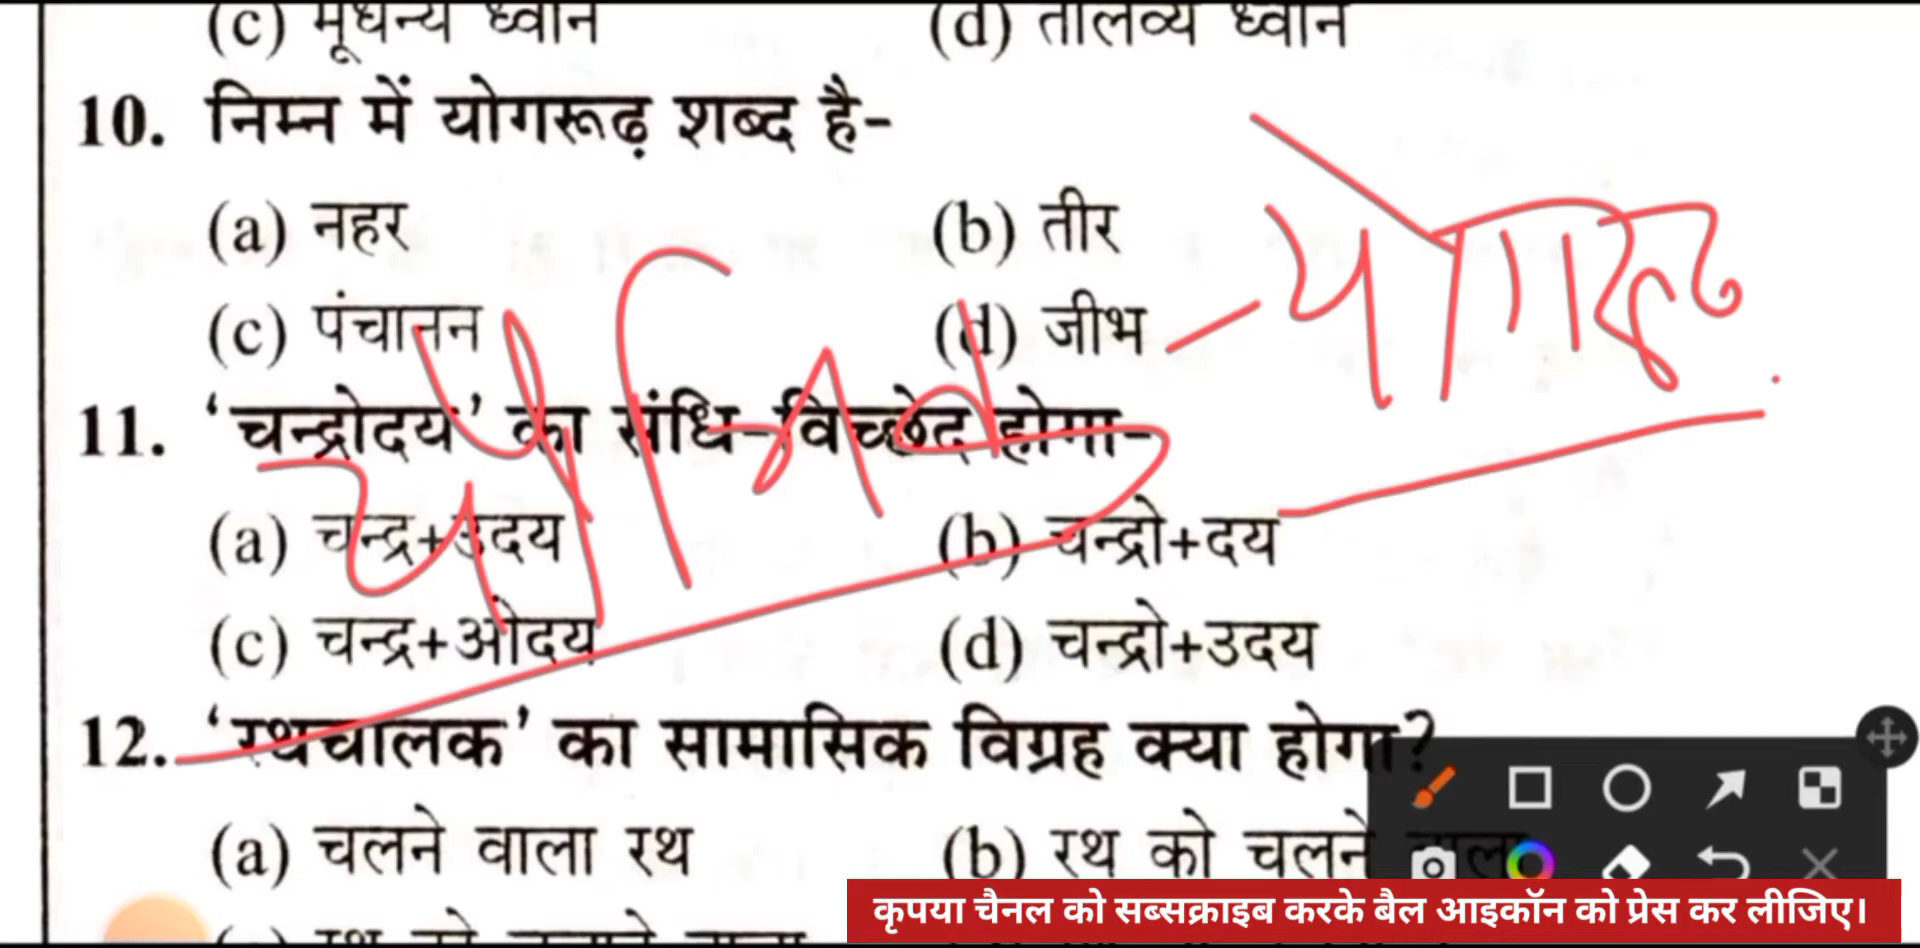 (c) मूर्धन्य ध्वनि (d) तालव्य ध्वनि
10. निम्न में योगरूढ़ शब्द है-
(a) नहर (b) तीर
(c) पंचानन (d) जीभ
योगरूढ
11. 'चन्द्रोदय' का संधि-विच्छेद होगा-
(a) चन्द्र+उदय (b) चन्द्रो+दय
(c) चन्द्र+ओदय (d) चन्द्रो+उदय
12. 'रथचालक' का सामासिक विग्रह क्या होगा?
(a) चलने वाला रथ (b) रथ को चलने वाला
कृपया चैनल को सब्सक्राइब करके बैल आइकॉन को प्रेस कर लीजिए।